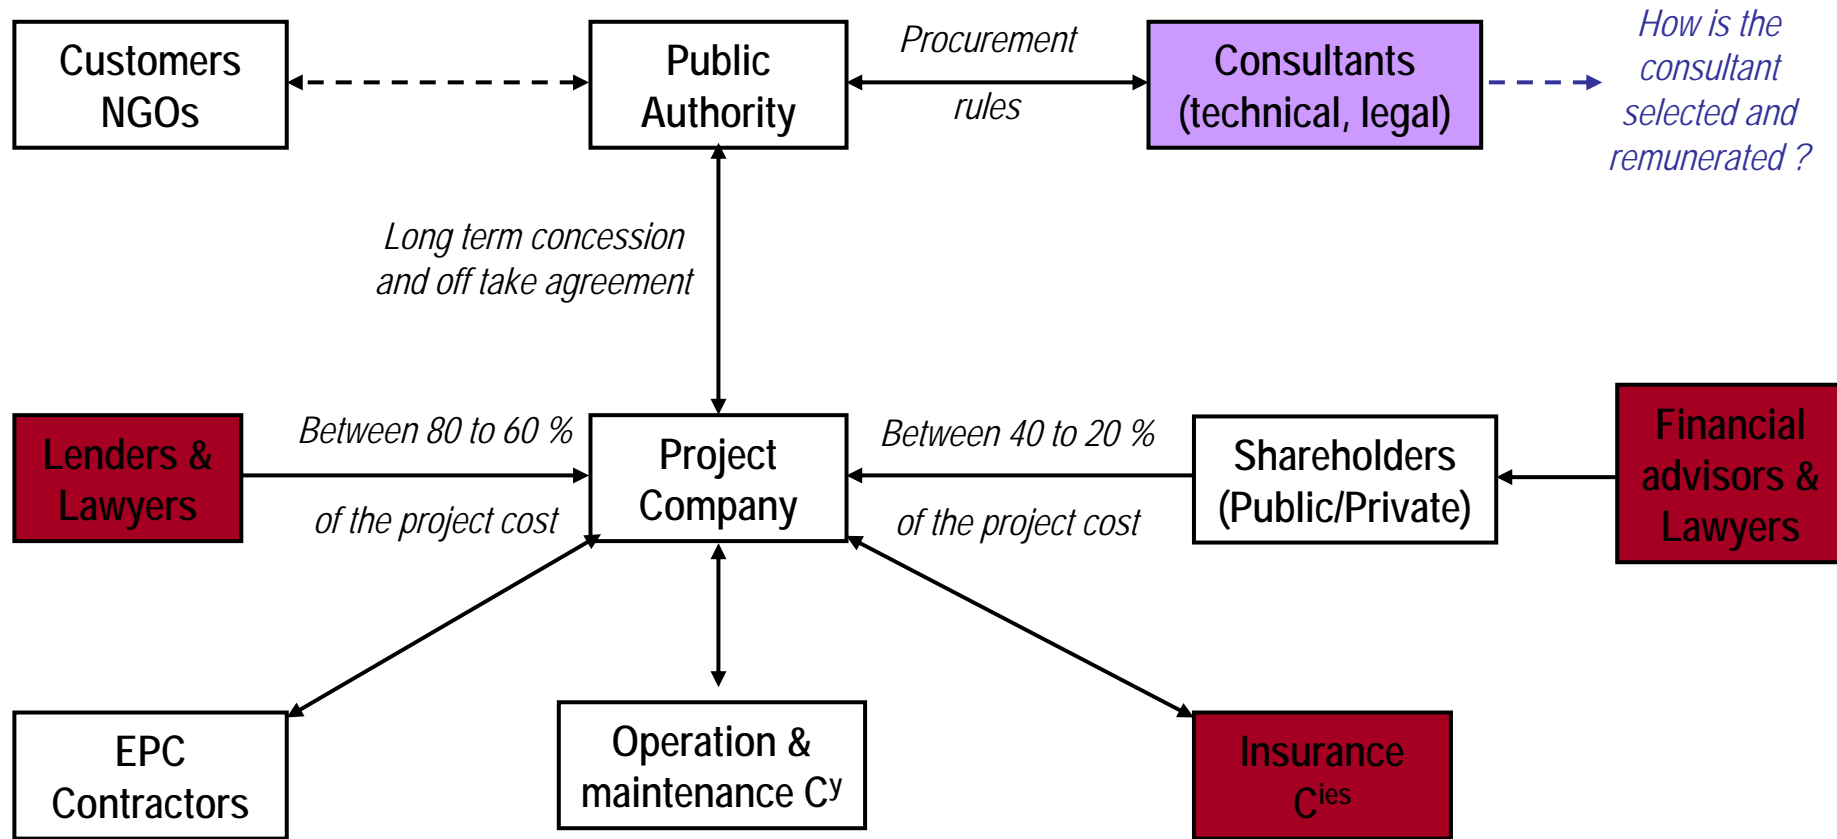 Customers
NGOs
Public
Authority
Procurement
rules
Consultants
(technical, legal)
How is the
consultant
selected and
remunerated ?
Long term concession
and off take agreement
Lenders &
Lawyers
Between 80 to 60 %
of the project cost
Project
Company
Between 40 to 20 %
of the project cost
Shareholders
(Public/Private)
Financial
advisors &
Lawyers
EPC
Contractors
Operation &
maintenance Cʸ
Insurance
Cⁱᵉˢ